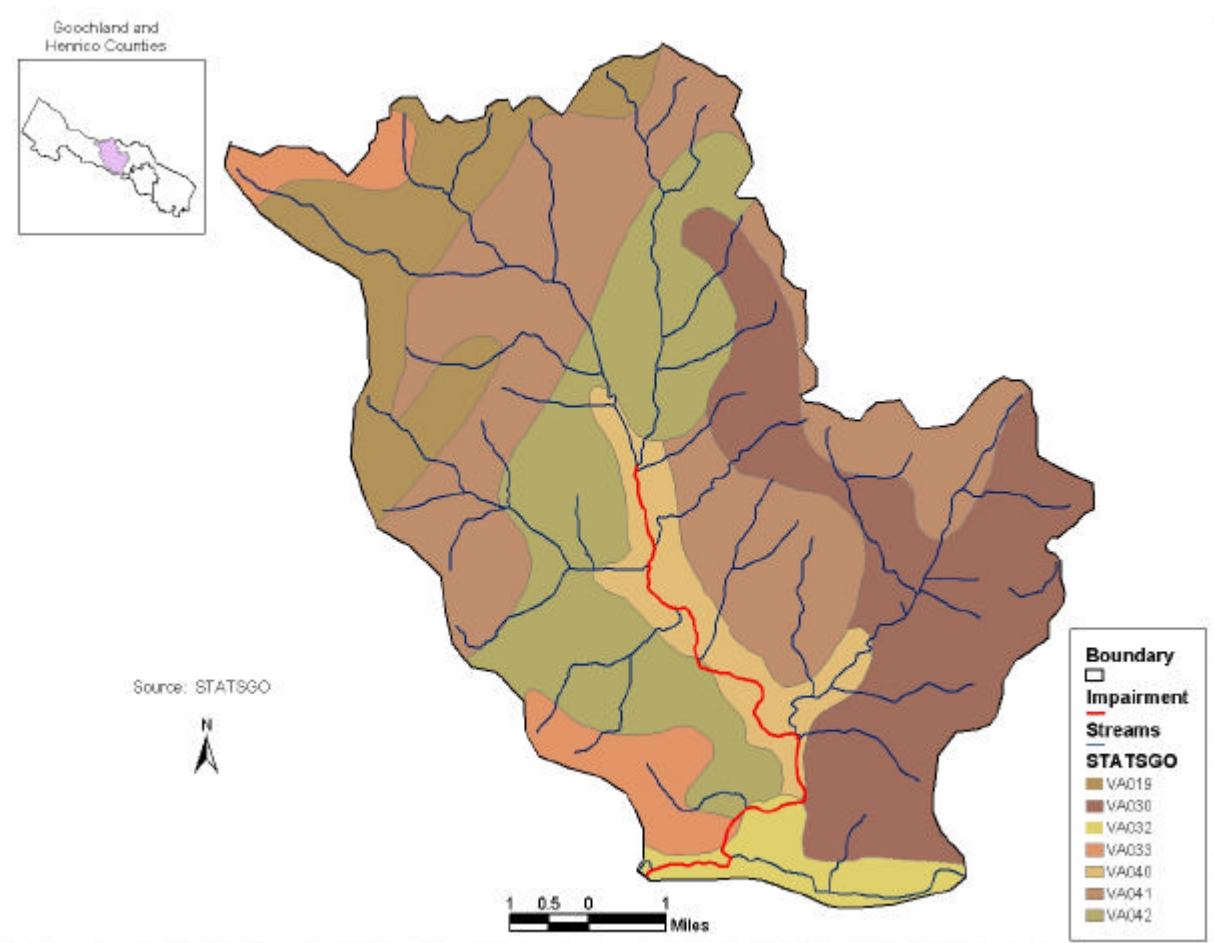 Goochland and
Henrico Counties
Source: STATSGO
N
1 0.5 0 1
Miles
Boundary
Impairment
Streams
STATSGO
VA019
VA030
VA032
VA033
VA040
VA041
VA042